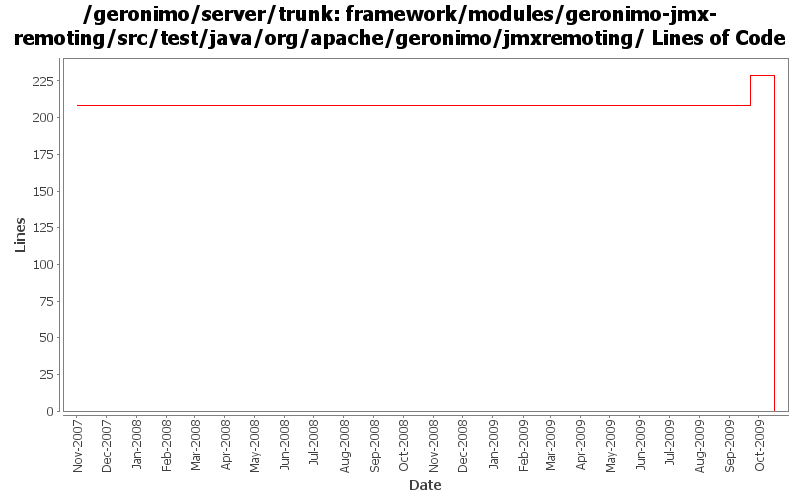 /geronimo/server/trunk: framework/modules/geronimo-jmx-
remoting/src/test/java/org/apache/geronimo/jmxremoting/ Lines of Code
Lines
225
200
175
150
125
100
75
50
25
0
Nov-2007
Dec-2007
Jan-2008
Feb-2008
Mar-2008
Apr-2008
May-2008
Jun-2008
Jul-2008
Aug-2008
Sep-2008
Oct-2008
Nov-2008
Dec-2008
Jan-2009
Feb-2009
Mar-2009
Apr-2009
May-2009
Jun-2009
Jul-2009
Aug-2009
Sep-2009
Oct-2009
Date